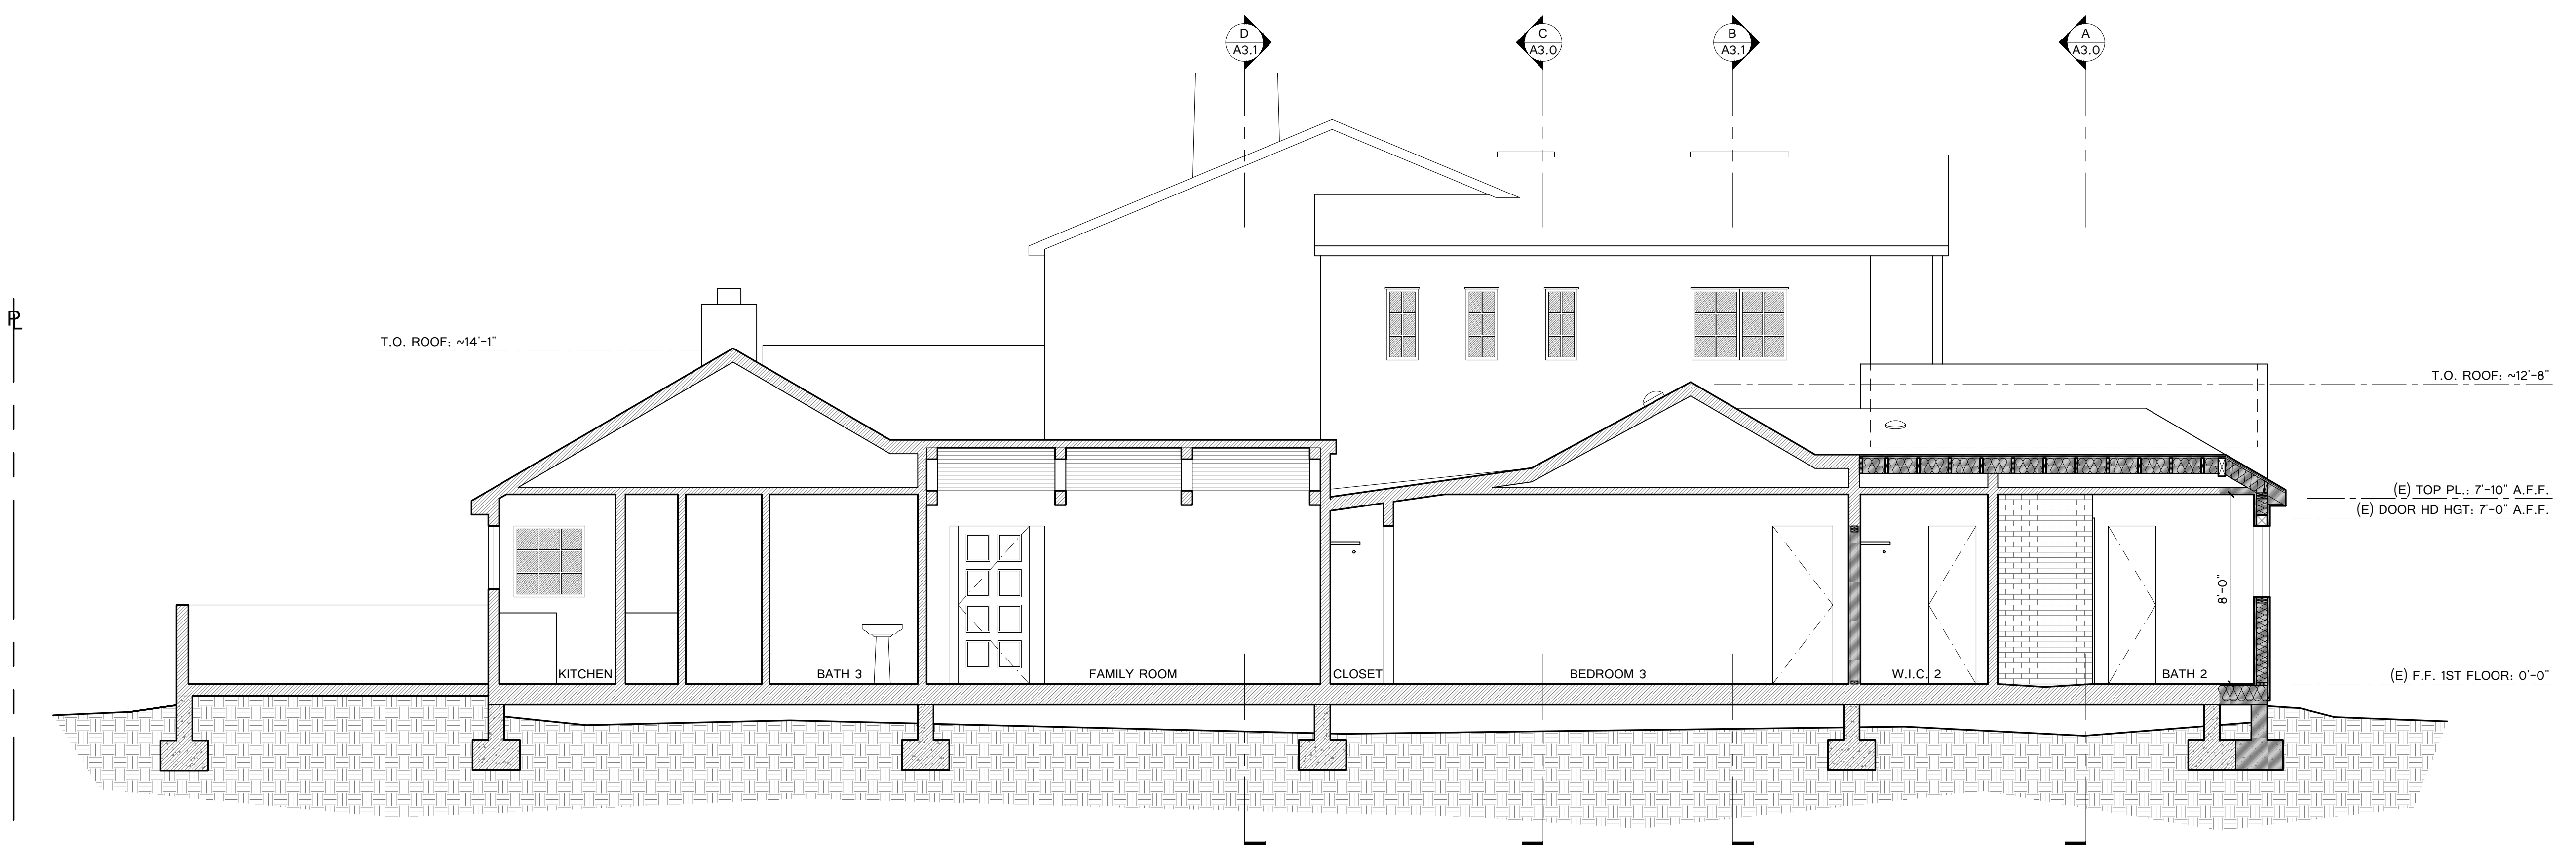 D
A3.1
C
A3.0
B
A3.1
A
A3.0
PL
T.O. ROOF: ~14'-1"
T.O. ROOF: ~12'-8"
(E) TOP PL.: 7'-10" A.F.F.
(E) DOOR HD HGT: 7'-0" A.F.F.
8'-0"
KITCHEN
BATH 3
FAMILY ROOM
CLOSET
BEDROOM 3
W.I.C. 2
BATH 2
(E) F.F. 1ST FLOOR: 0'-0"